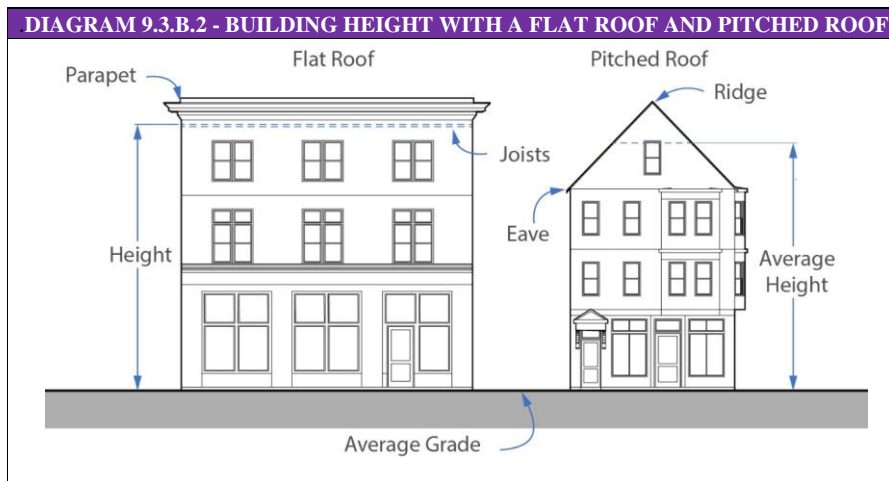 .DIAGRAM 9.3.B.2 - BUILDING HEIGHT WITH A FLAT ROOF AND PITCHED ROOF
Flat Roof
Pitched Roof
Parapet
Ridge
Joists
Eave
Height
Average
Height
Average Grade